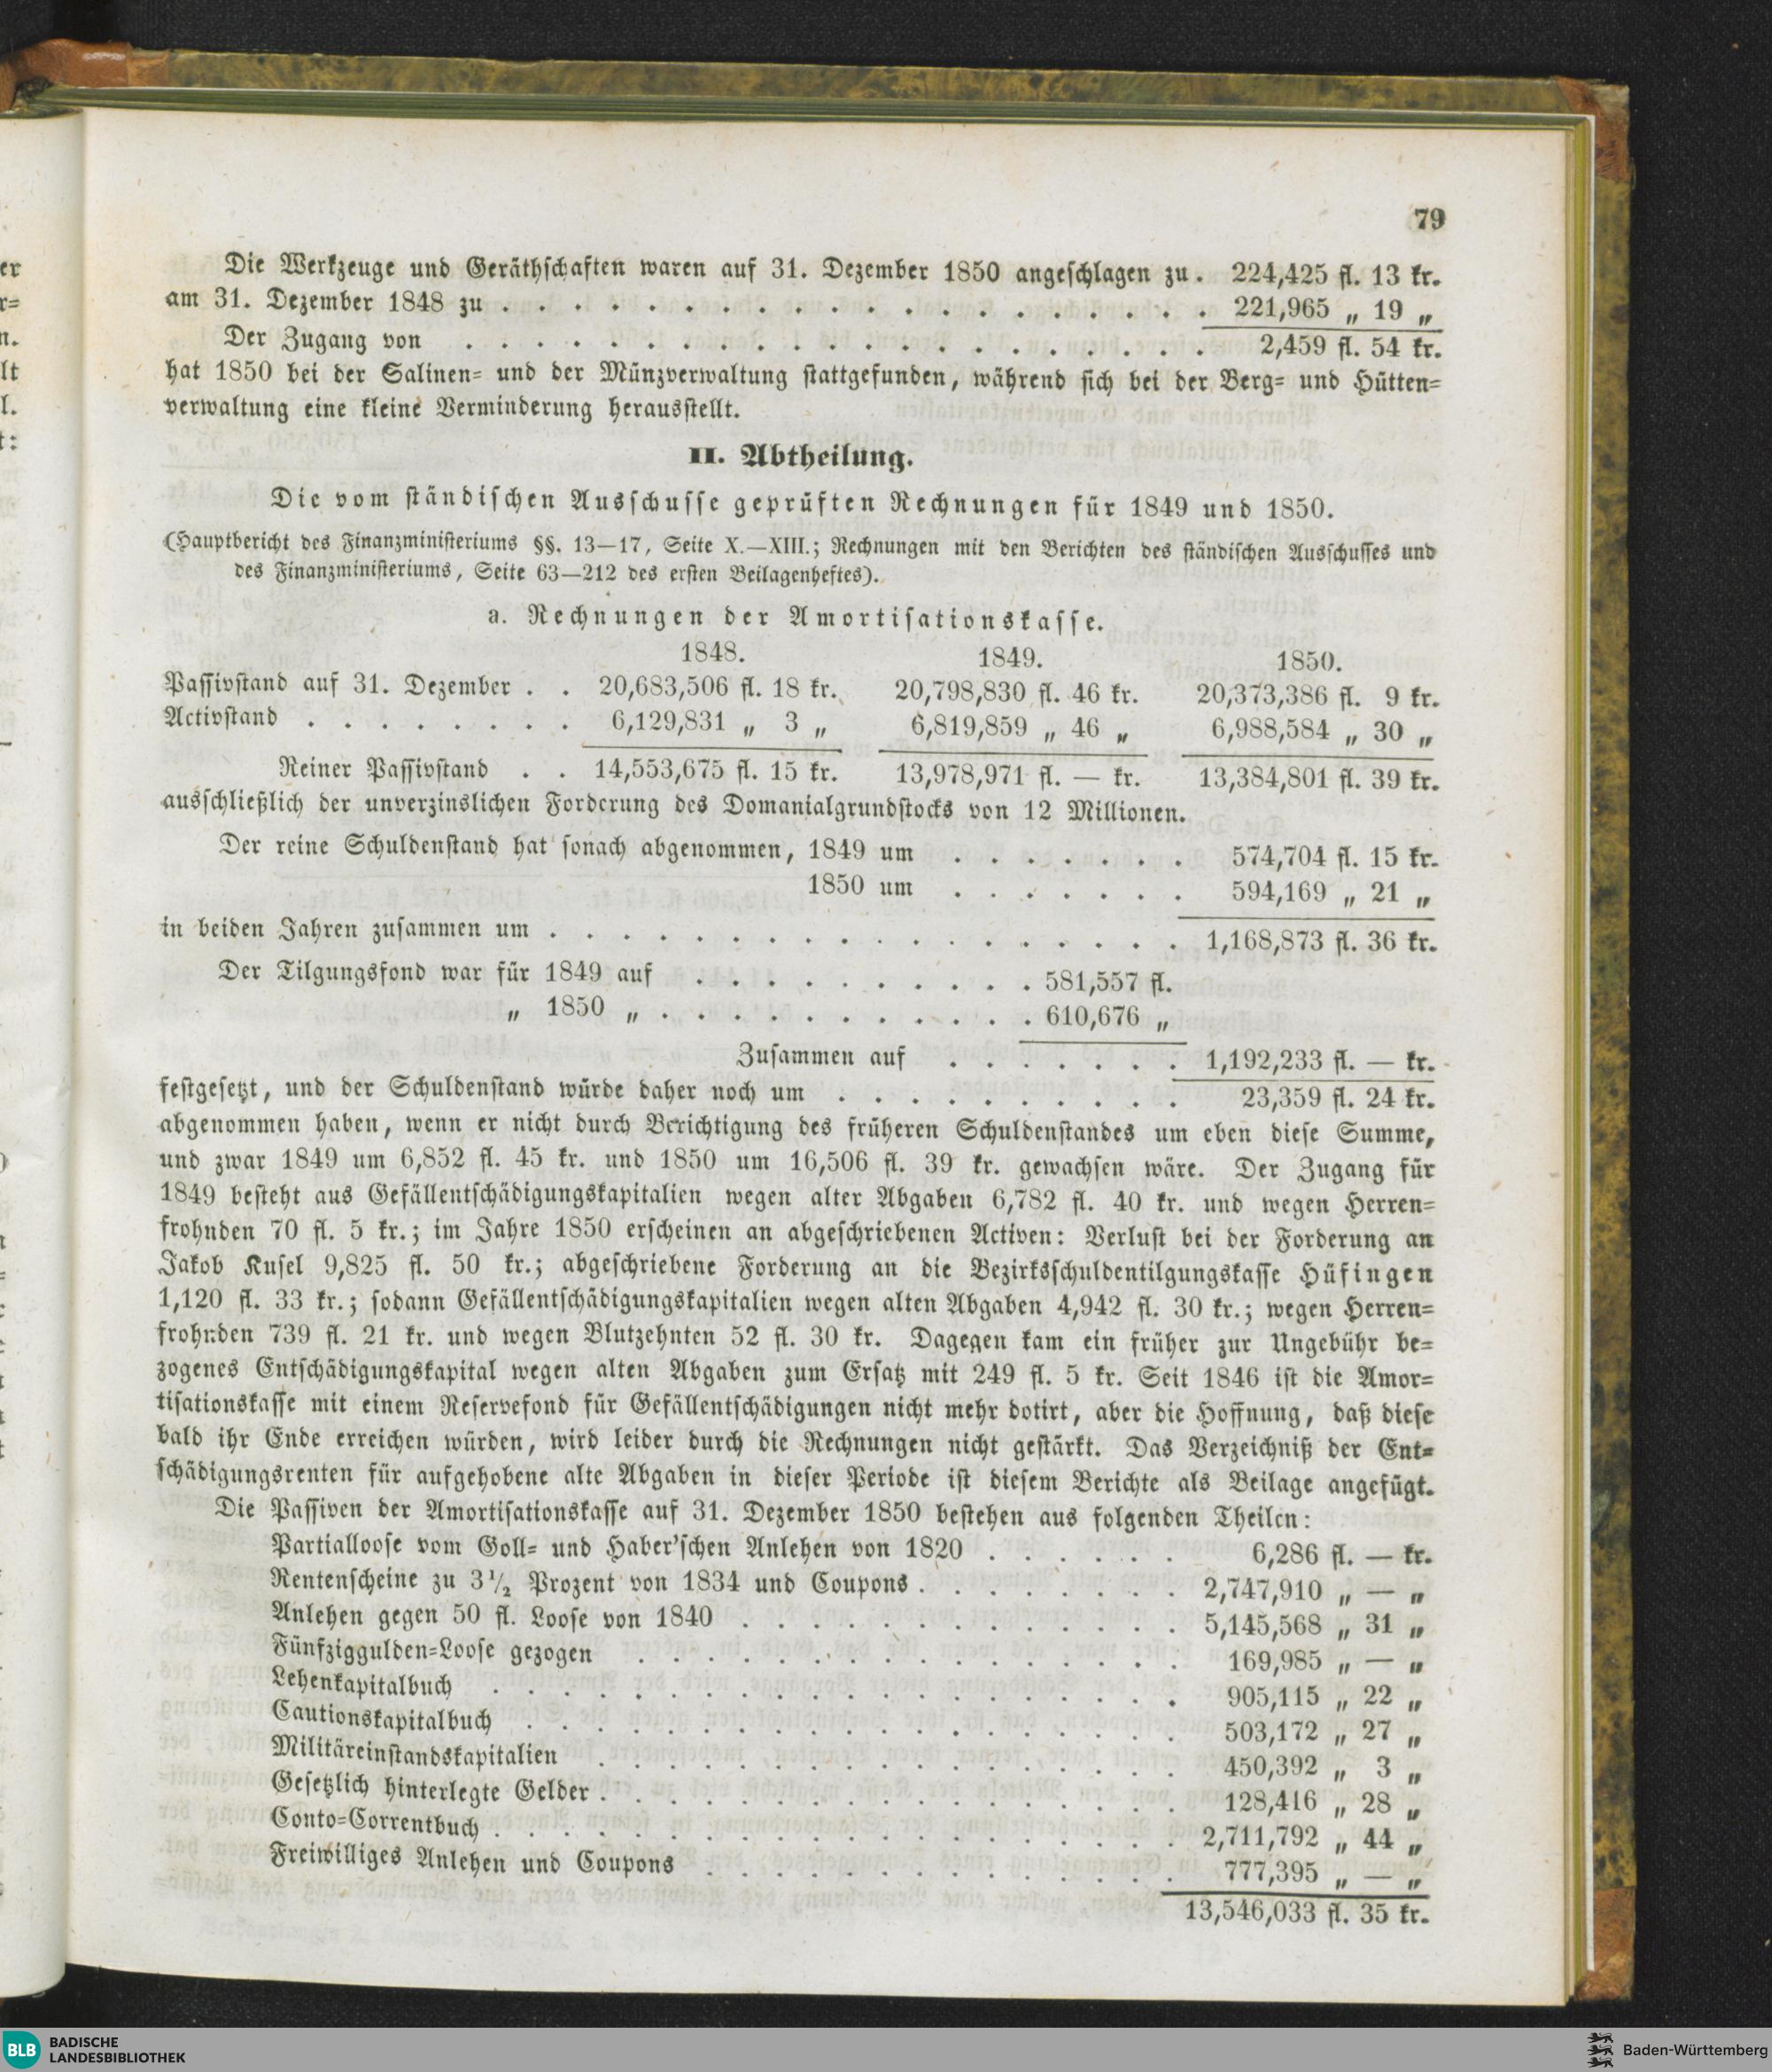 79
Die Werkzeuge und Geräthschaften waren auf 31. Dezember 1850 angeschlagen zu. 224,425 fl. 13 kr.
am 31. Dezember 1848 zu . . . . . . . . . . . . . . . . . . . . 221,965 „ 19 „
Der Zugang von . . . . . . . . . . . . . . . . . . . . . 2,459 fl. 54 kr.
hat 1850 bei der Salinen= und der Münzverwaltung stattgefunden, während sich bei der Berg= und Hütten=
verwaltung eine kleine Verminderung herausstellt.
II. Abtheilung.
Die vom ständischen Ausschusse geprüften Rechnungen für 1849 und 1850.
(Hauptbericht des Finanzministeriums §§. 13—17, Seite X.—XIII.; Rechnungen mit den Berichten des ständischen Ausschusses und
des Finanzministeriums, Seite 63—212 des ersten Beilagenheftes).
a. Rechnungen der Amortisationskasse.
1848. 1849. 1850.
Passivstand auf 31. Dezember . . 20,683,506 fl. 18 kr. 20,798,830 fl. 46 kr. 20,373,386 fl. 9 kr.
Activstand . . . . . . . . 6,129,831 „ 3 „ 6,819,859 „ 46 „ 6,988,584 „ 30 „
Reiner Passivstand . . 14,553,675 fl. 15 kr. 13,978,971 fl. — kr. 13,384,801 fl. 39 kr.
ausschließlich der unverzinslichen Forderung des Domanialgrundstocks von 12 Millionen.
Der reine Schuldenstand hat sonach abgenommen, 1849 um . . . . . . . 574,704 fl. 15 kr.
1850 um . . . . . . . 594,169 „ 21 „
in beiden Jahren zusammen um . . . . . . . . . . . . . . . . . . 1,168,873 fl. 36 kr.
Der Tilgungsfond war für 1849 auf . . . . . . . . . . 581,557 fl.
„ 1850 „ . . . . . . . . . . . 610,676 „
Zusammen auf . . . . . . . 1,192,233 fl. — kr.
festgesetzt, und der Schuldenstand würde daher noch um . . . . . . . . . . 23,359 fl. 24 kr.
abgenommen haben, wenn er nicht durch Berichtigung des früheren Schuldenstandes um eben diese Summe,
und zwar 1849 um 6,852 fl. 45 kr. und 1850 um 16,506 fl. 39 kr. gewachsen wäre. Der Zugang für
1849 besteht aus Gefällentschädigungskapitalien wegen alter Abgaben 6,782 fl. 40 kr. und wegen Herren=
frohnden 70 fl. 5 kr.; im Jahre 1850 erscheinen an abgeschriebenen Activen: Verlust bei der Forderung an
Jakob Kusel 9,825 fl. 50 kr.; abgeschriebene Forderung an die Bezirksschuldentilgungskasse Hüfingen
1,120 fl. 33 kr.; sodann Gefällentschädigungskapitalien wegen alten Abgaben 4,942 fl. 30 kr.; wegen Herren=
frohnden 739 fl. 21 kr. und wegen Blutzehnten 52 fl. 30 kr. Dagegen kam ein früher zur Ungebühr be=
zogenes Entschädigungskapital wegen alten Abgaben zum Ersatz mit 249 fl. 5 kr. Seit 1846 ist die Amor=
tisationskasse mit einem Reservefond für Gefällentschädigungen nicht mehr dotirt, aber die Hoffnung, daß diese
bald ihr Ende erreichen würden, wird leider durch die Rechnungen nicht gestärkt. Das Verzeichniß der Ent=
schädigungsrenten für aufgehobene alte Abgaben in dieser Periode ist diesem Berichte als Beilage angefügt.
Die Passiven der Amortisationskasse auf 31. Dezember 1850 bestehen aus folgenden Theilen:
Partialloose vom Goll= und Haber'schen Anlehen von 1820 . . . . . . 6,286 fl. — kr.
Rentenscheine zu 3½ Prozent von 1834 und Coupons . . . . . . . . 2,747,910 „ — „
Anlehen gegen 50 fl. Loose von 1840 . . . . . . . . . . . . . 5,145,568 „ 31 „
Fünfziggulden=Loose gezogen . . . . . . . . . . . . . . . 169,985 „ — „
Lehenkapitalbuch . . . . . . . . . . . . . . . . . . . 905,115 „ 22 „
Cautionskapitalbuch . . . . . . . . . . . . . . . . . . 503,172 „ 27 „
Militäreinstandskapitalien . . . . . . . . . . . . . . . . 450,392 „ 3 „
Gesetzlich hinterlegte Gelder . . . . . . . . . . . . . . . . 128,416 „ 28 „
Conto=Correntbuch . . . . . . . . . . . . . . . . . . . 2,711,792 „ 44 „
Freiwilliges Anlehen und Coupons . . . . . . . . . . . . . 777,395 „ — „
13,546,033 fl. 35 kr.
BLB BADISCHE
LANDESBIBLIOTHEK
Baden-Württemberg